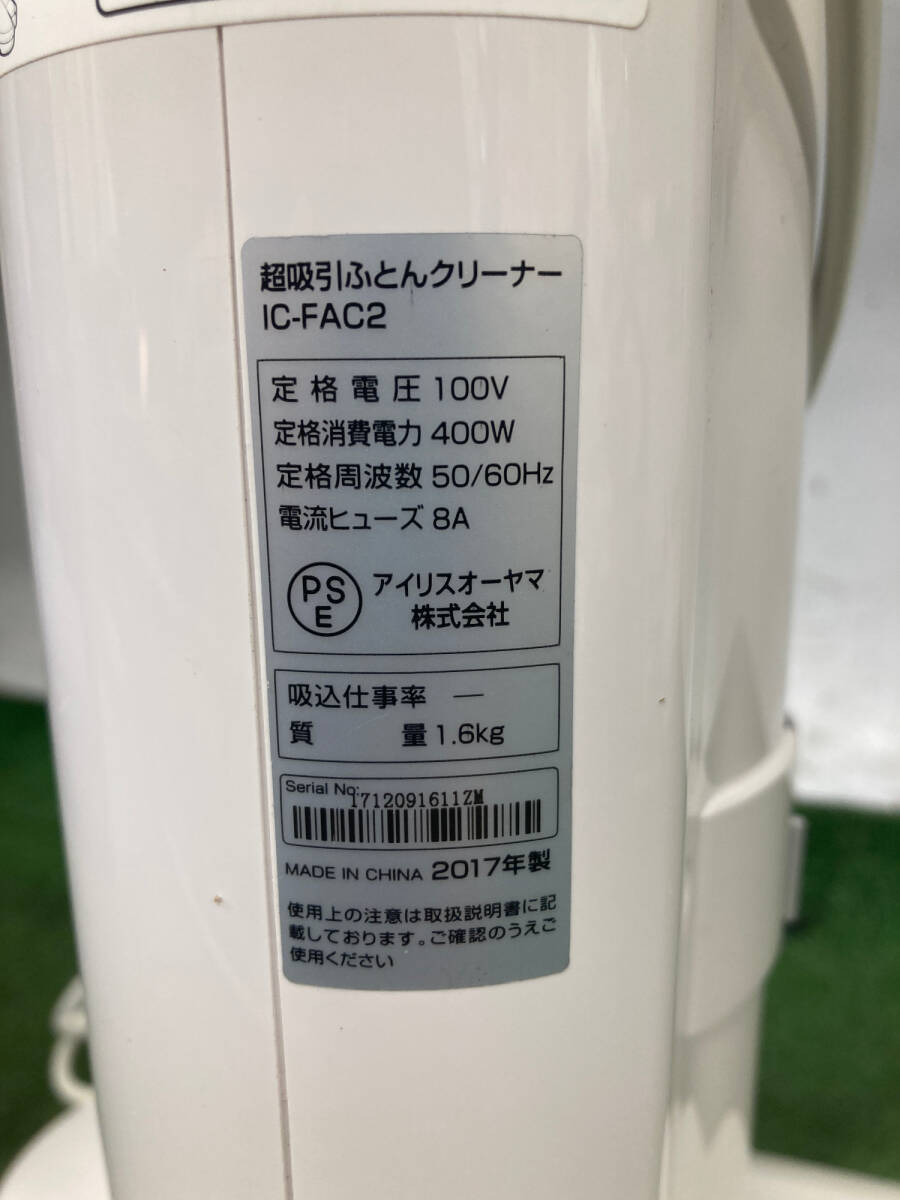 超吸引ふとんクリーナー
IC-FAC2
定格電圧 100V
定格消費電力 400W
定格周波数 50/60Hz
電流ヒューズ 8A
PS
E
アイリスオーヤマ
株式会社
吸込仕事率 —
質 量 1.6kg
Serial No:
1712091611ZM
MADE IN CHINA 2017年製
使用上の注意は取扱説明書に記
載しております。ご確認のうえご
使用ください